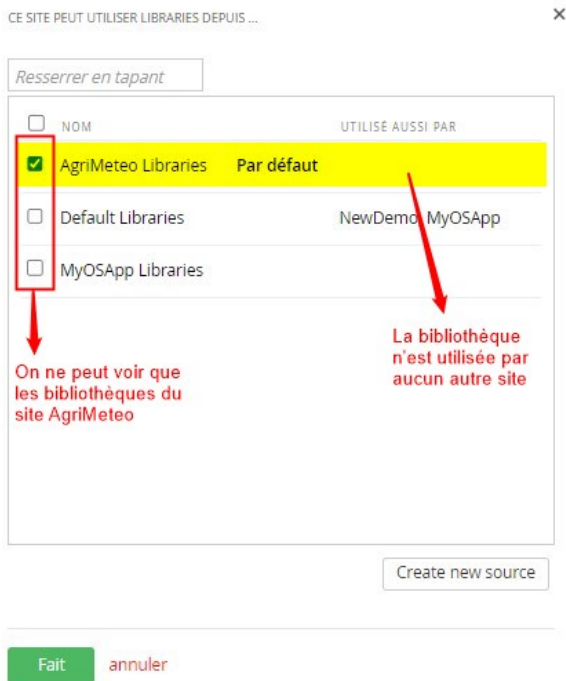 CE SITE PEUT UTILISER LIBRARIES DEPUIS ...
Resserrer en tapant
NOM UTILISÉ AUSSI PAR
AgriMeteo Libraries Par défaut
Default Libraries NewDemo, MyOSApp
MyOSApp Libraries
On ne peut voir que
les bibliothèques du
site AgriMeteo
La bibliothèque
n'est utilisée par
aucun autre site
Create new source
Fait annuler